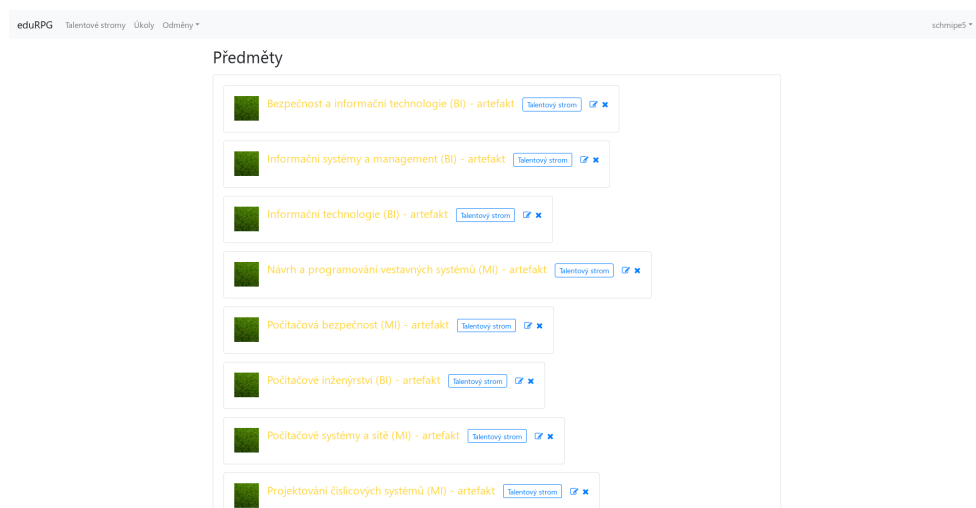 eduRPG Talentové stromy Úkoly Odměny schmipe5
Předměty
Bezpečnost a informační technologie (BI) - artefakt Talentový strom
Informační systémy a management (BI) - artefakt Talentový strom
Informační technologie (BI) - artefakt Talentový strom
Návrh a programování vestavných systémů (MI) - artefakt Talentový strom
Počítačová bezpečnost (MI) - artefakt Talentový strom
Počítačové inženýrství (BI) - artefakt Talentový strom
Počítačové systémy a sítě (MI) - artefakt Talentový strom
Projektování číslicových systémů (MI) - artefakt Talentový strom